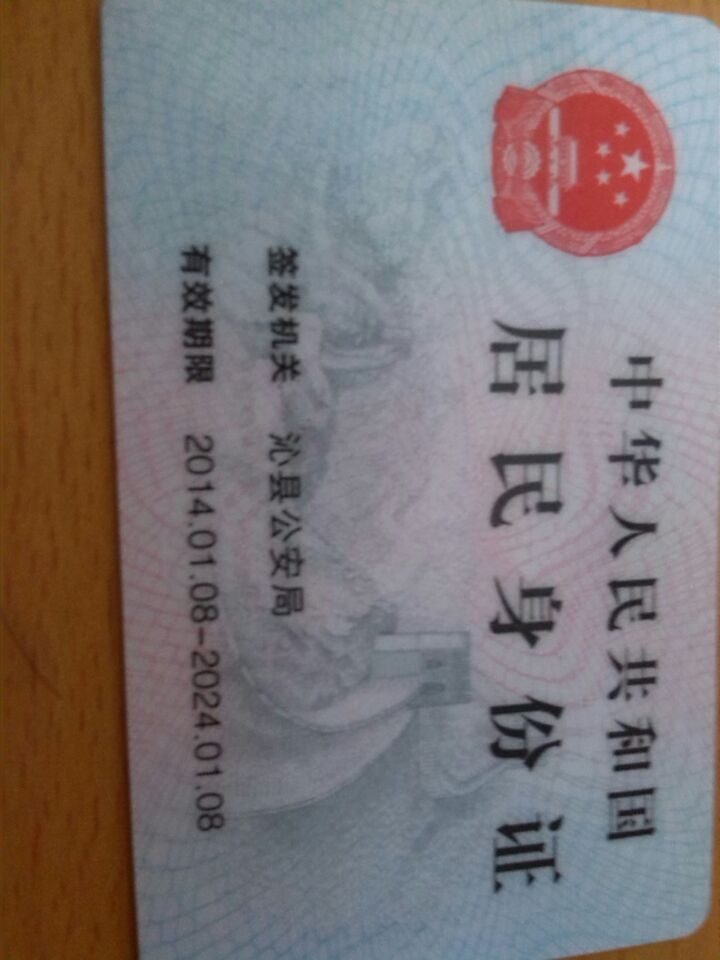 中华人民共和国
居民身份证
签发机关 沁县公安局
有效期限 2014.01.08-2024.01.08